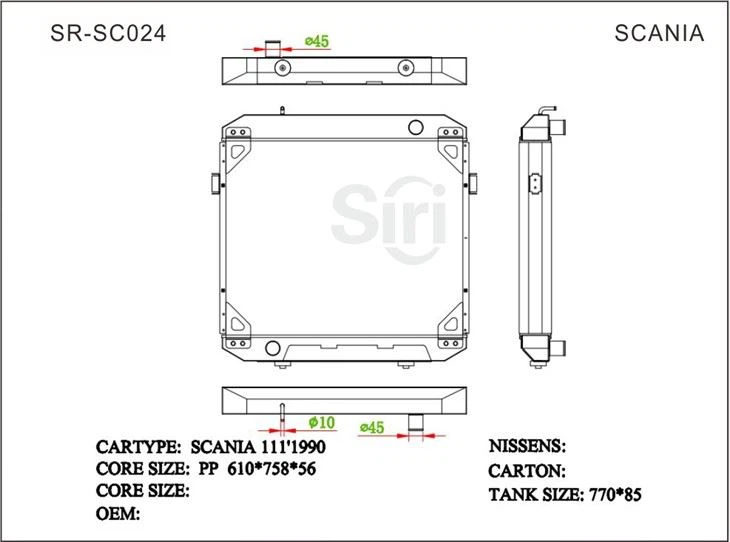 SR-SC024
SCANIA
ø45
Siri
ø10
ø45
CARTYPE: SCANIA 111'1990
CORE SIZE: PP 610*758*56
CORE SIZE:
OEM:
NISSENS:
CARTON:
TANK SIZE: 770*85